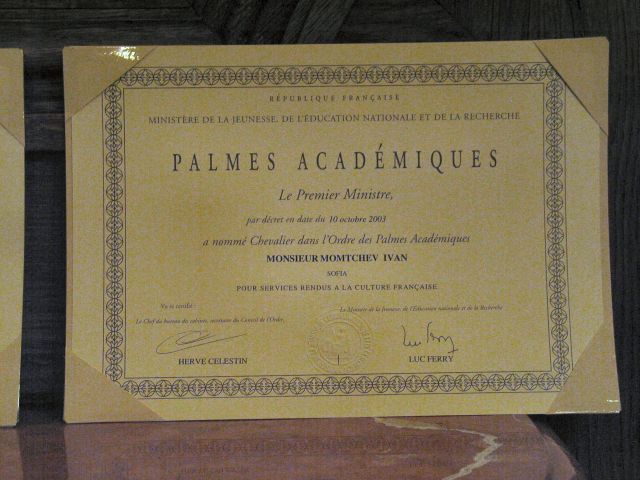 RÉPUBLIQUE FRANÇAISE
MINISTÈRE DE LA JEUNESSE, DE L'ÉDUCATION NATIONALE ET DE LA RECHERCHE
PALMES ACADÉMIQUES
Le Premier Ministre,
par décret en date du 10 octobre 2003
a nommé Chevalier dans l'Ordre des Palmes Académiques
MONSIEUR MOMTCHEV IVAN
SOFIA
POUR SERVICES RENDUS A LA CULTURE FRANÇAISE
Vu et certifié :
Le Chef du bureau du cabinet, secrétaire du Conseil de l'Ordre,
HERVE CELESTIN
Le Ministre de la Jeunesse, de l'Éducation nationale et de la Recherche
Luc Ferry
LUC FERRY